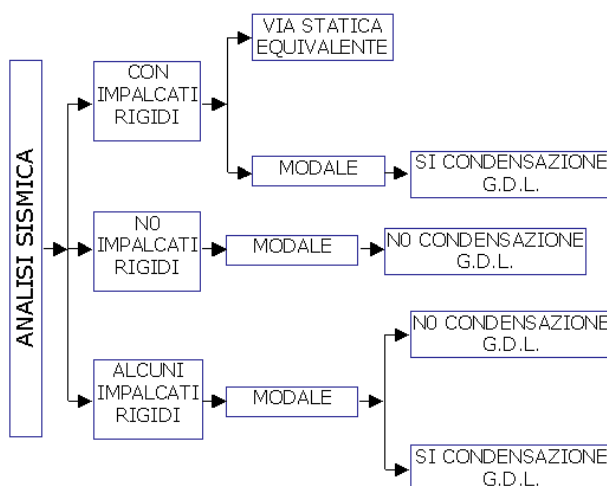 ANALISI SISMICA
CON
IMPALCATI
RIGIDI
VIA STATICA
EQUIVALENTE
MODALE
SI CONDENSAZIONE
G.D.L.
NO
IMPALCATI
RIGIDI
MODALE
NO CONDENSAZIONE
G.D.L.
ALCUNI
IMPALCATI
RIGIDI
MODALE
NO CONDENSAZIONE
G.D.L.
SI CONDENSAZIONE
G.D.L.